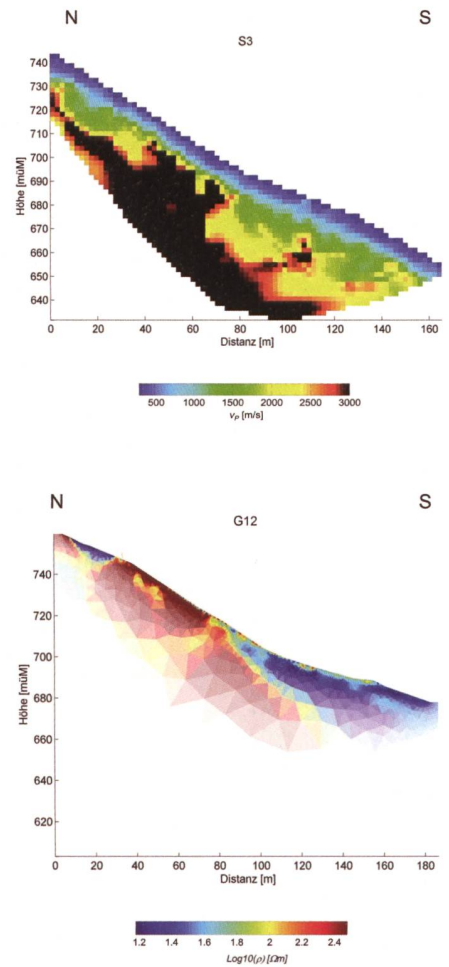 N S
S3
740
730
720
710
700
690
680
670
660
650
640
Höhe [müM]
0 20 40 60 80 100 120 140 160
Distanz [m]
500 1000 1500 2000 2500 3000
vP [m/s]
N S
G12
740
720
700
680
660
640
620
Höhe [müM]
0 20 40 60 80 100 120 140 160 180
Distanz [m]
1.2 1.4 1.6 1.8 2 2.2 2.4
Log10(ρ) [Ωm]